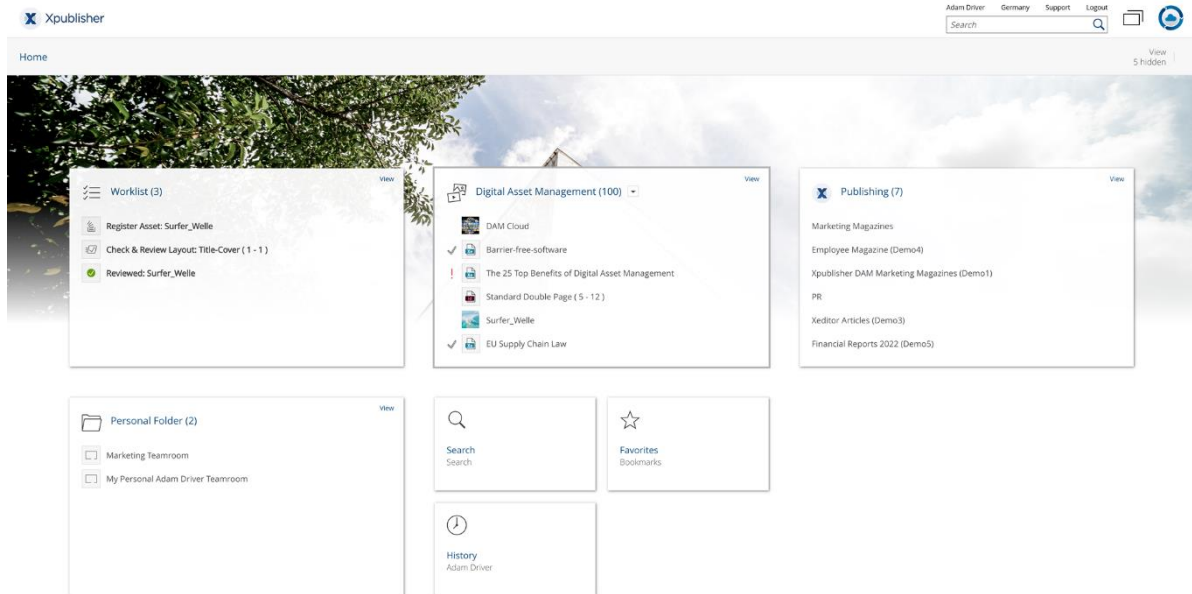 Adam Driver Germany Support Logout
Xpublisher
Search
Home
View
5 hidden
View
Worklist (3)
Register Asset: Surfer_Welle
Check & Review Layout: Title-Cover ( 1 - 1 )
Reviewed: Surfer_Welle
View
Digital Asset Management (100)
DAM Cloud
Barrier-free-software
The 25 Top Benefits of Digital Asset Management
Standard Double Page ( 5 - 12 )
Surfer_Welle
EU Supply Chain Law
View
Publishing (7)
Marketing Magazines
Employee Magazine (Demo4)
Xpublisher DAM Marketing Magazines (Demo1)
PR
Xeditor Articles (Demo3)
Financial Reports 2022 (Demo5)
View
Personal Folder (2)
Marketing Teamroom
My Personal Adam Driver Teamroom
Search
Search
Favorites
Bookmarks
History
Adam Driver